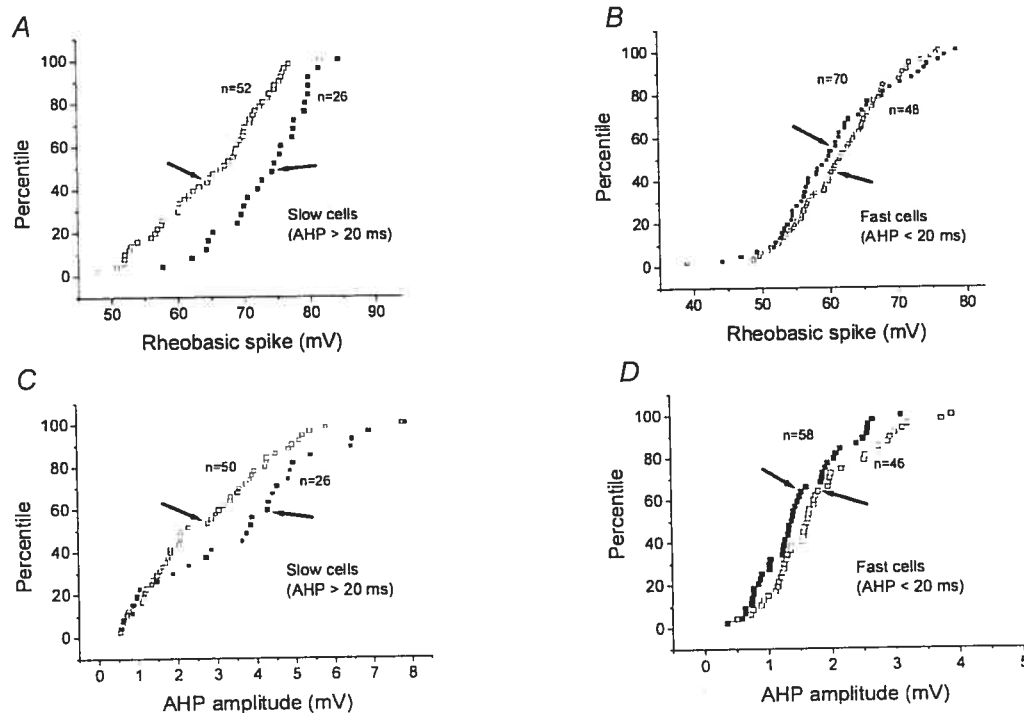 A
100
80
60
40
20
0
Percentile
n=52
n=26
Slow cells
(AHP > 20 ms)
50
60
70
80
90
Rheobasic spike (mV)
B
100
80
60
40
20
0
Percentile
n=70
n=48
Fast cells
(AHP < 20 ms)
40
50
60
70
80
Rheobasic spike (mV)
C
100
80
60
40
20
0
Percentile
n=50
n=26
Slow cells
(AHP > 20 ms)
0
1
2
3
4
5
6
7
8
AHP amplitude (mV)
D
100
80
60
40
20
0
Percentile
n=58
n=46
Fast cells
(AHP < 20 ms)
0
1
2
3
4
5
AHP amplitude (mV)